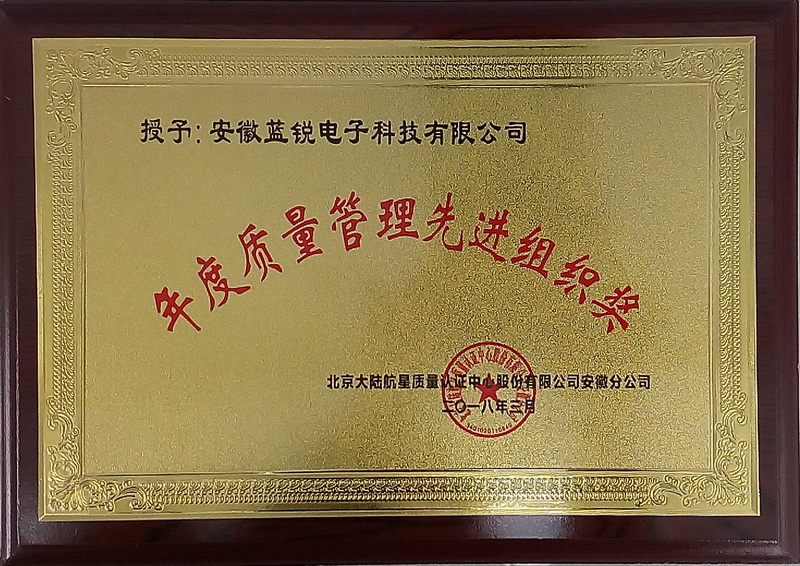 授予：安徽蓝锐电子科技有限公司
年度质量管理先进组织奖
北京大陆航星质量认证中心股份有限公司安徽分公司
二〇一八年三月